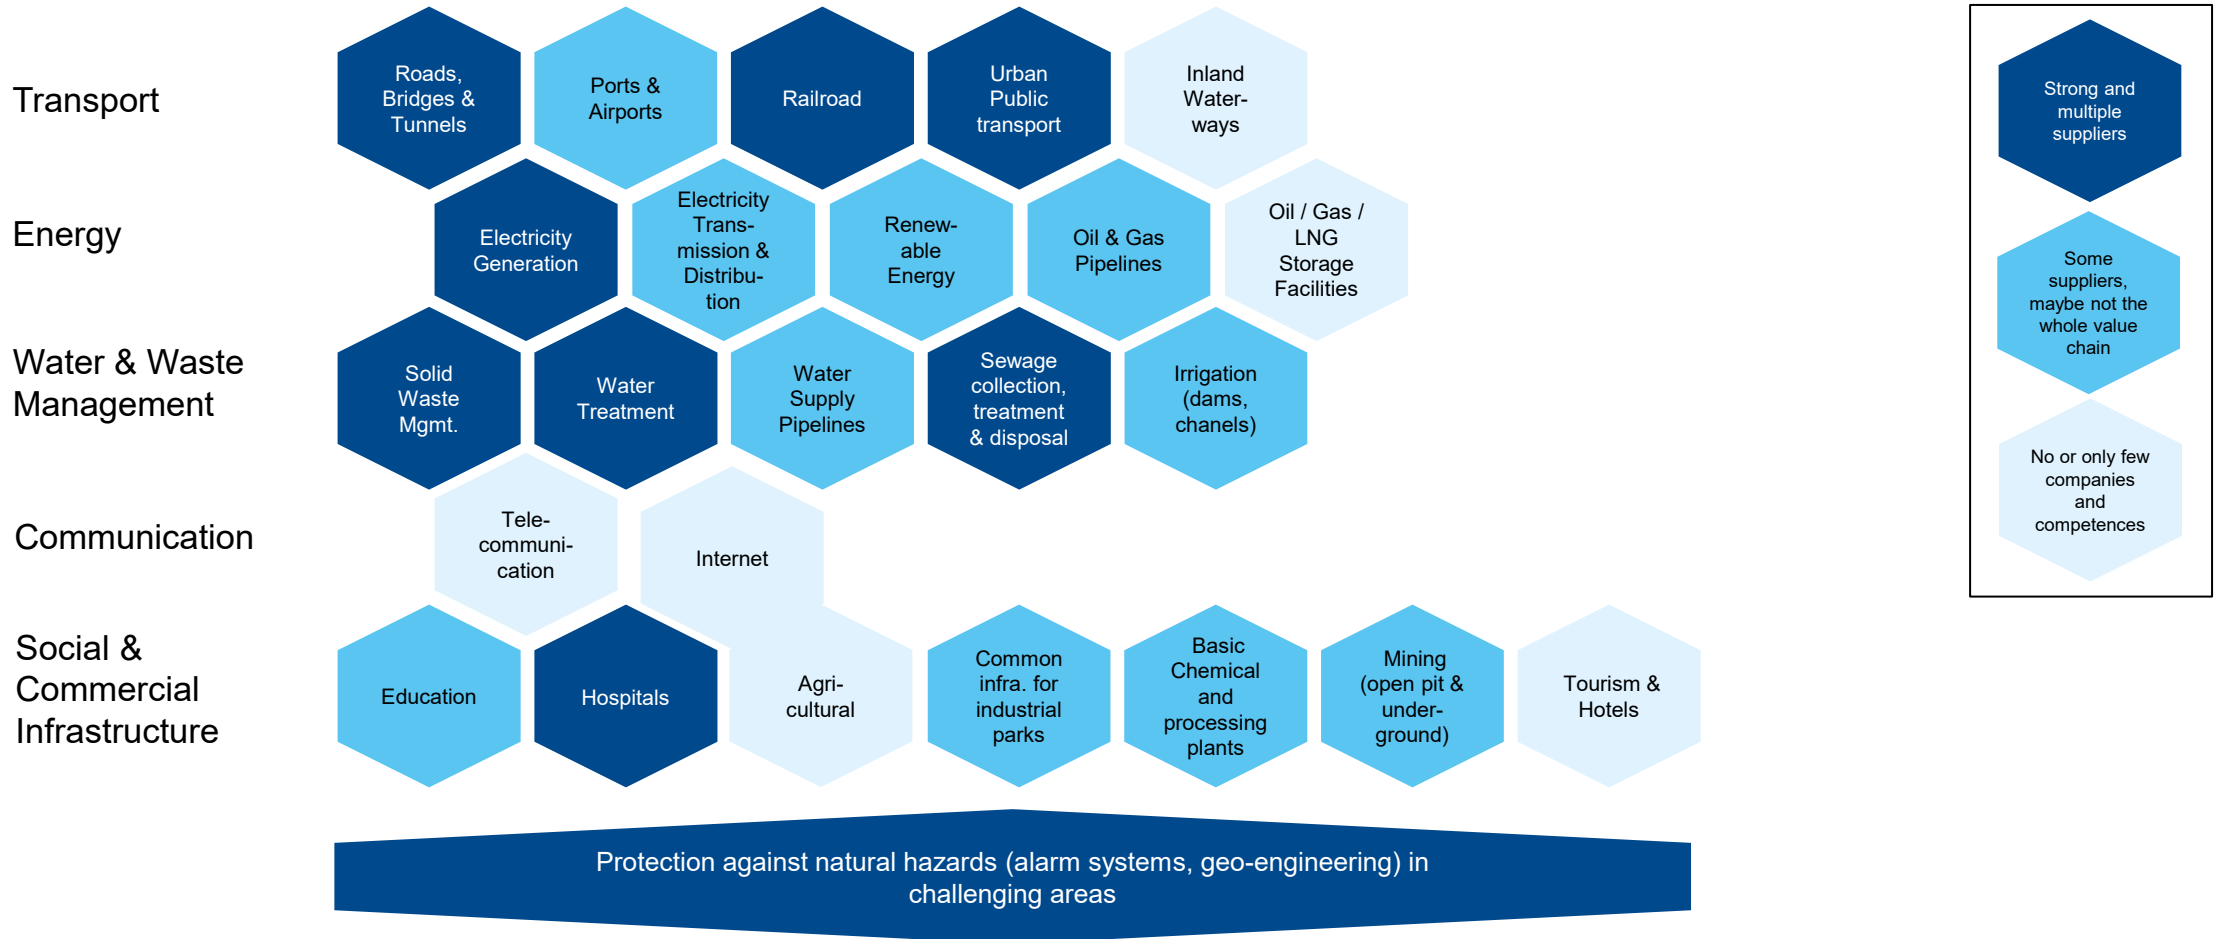 Transport
Roads,
Bridges &
Tunnels
Ports &
Airports
Railroad
Urban
Public
transport
Inland
Water-
ways
Energy
Electricity
Generation
Electricity
Trans-
mission &
Distribu-
tion
Renew-
able
Energy
Oil & Gas
Pipelines
Oil / Gas /
LNG
Storage
Facilities
Water & Waste
Management
Solid
Waste
Mgmt.
Water
Treatment
Water
Supply
Pipelines
Sewage
collection,
treatment
& disposal
Irrigation
(dams,
chanels)
Communication
Tele-
communi-
cation
Internet
Social &
Commercial
Infrastructure
Education
Hospitals
Agri-
cultural
Common
infra. for
industrial
parks
Basic
Chemical
and
processing
plants
Mining
(open pit &
under-
ground)
Tourism &
Hotels
Protection against natural hazards (alarm systems, geo-engineering) in
challenging areas
Strong and
multiple
suppliers
Some
suppliers,
maybe not the
whole value
chain
No or only few
companies
and
competences